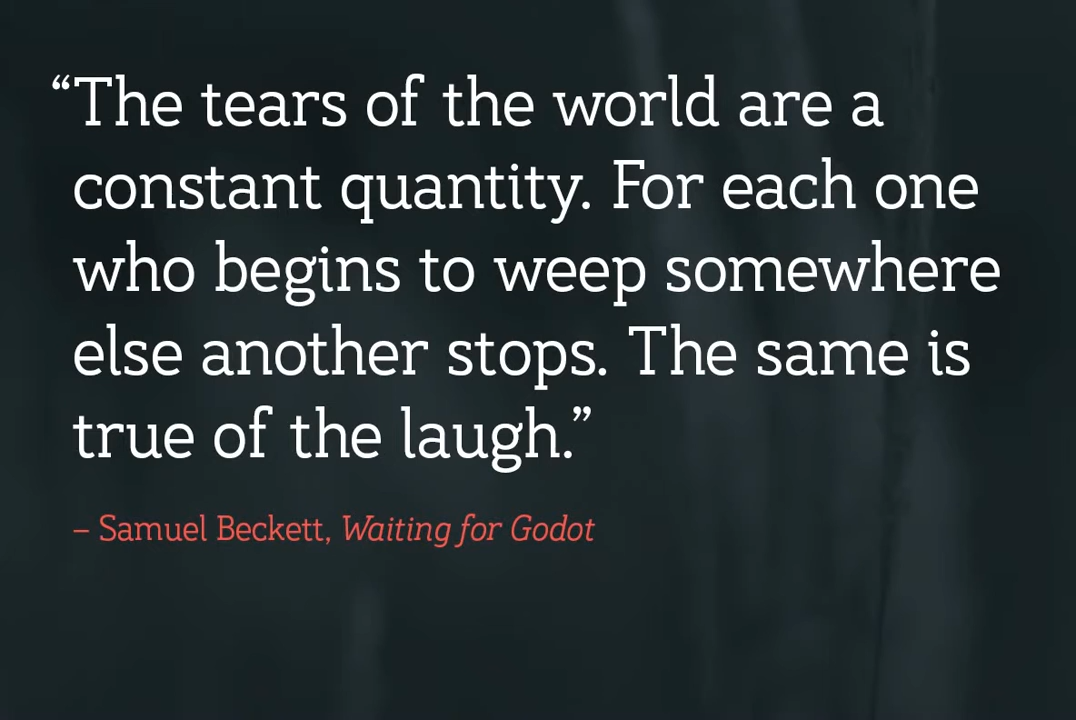 “The tears of the world are a
constant quantity. For each one
who begins to weep somewhere
else another stops. The same is
true of the laugh.”
– Samuel Beckett, Waiting for Godot